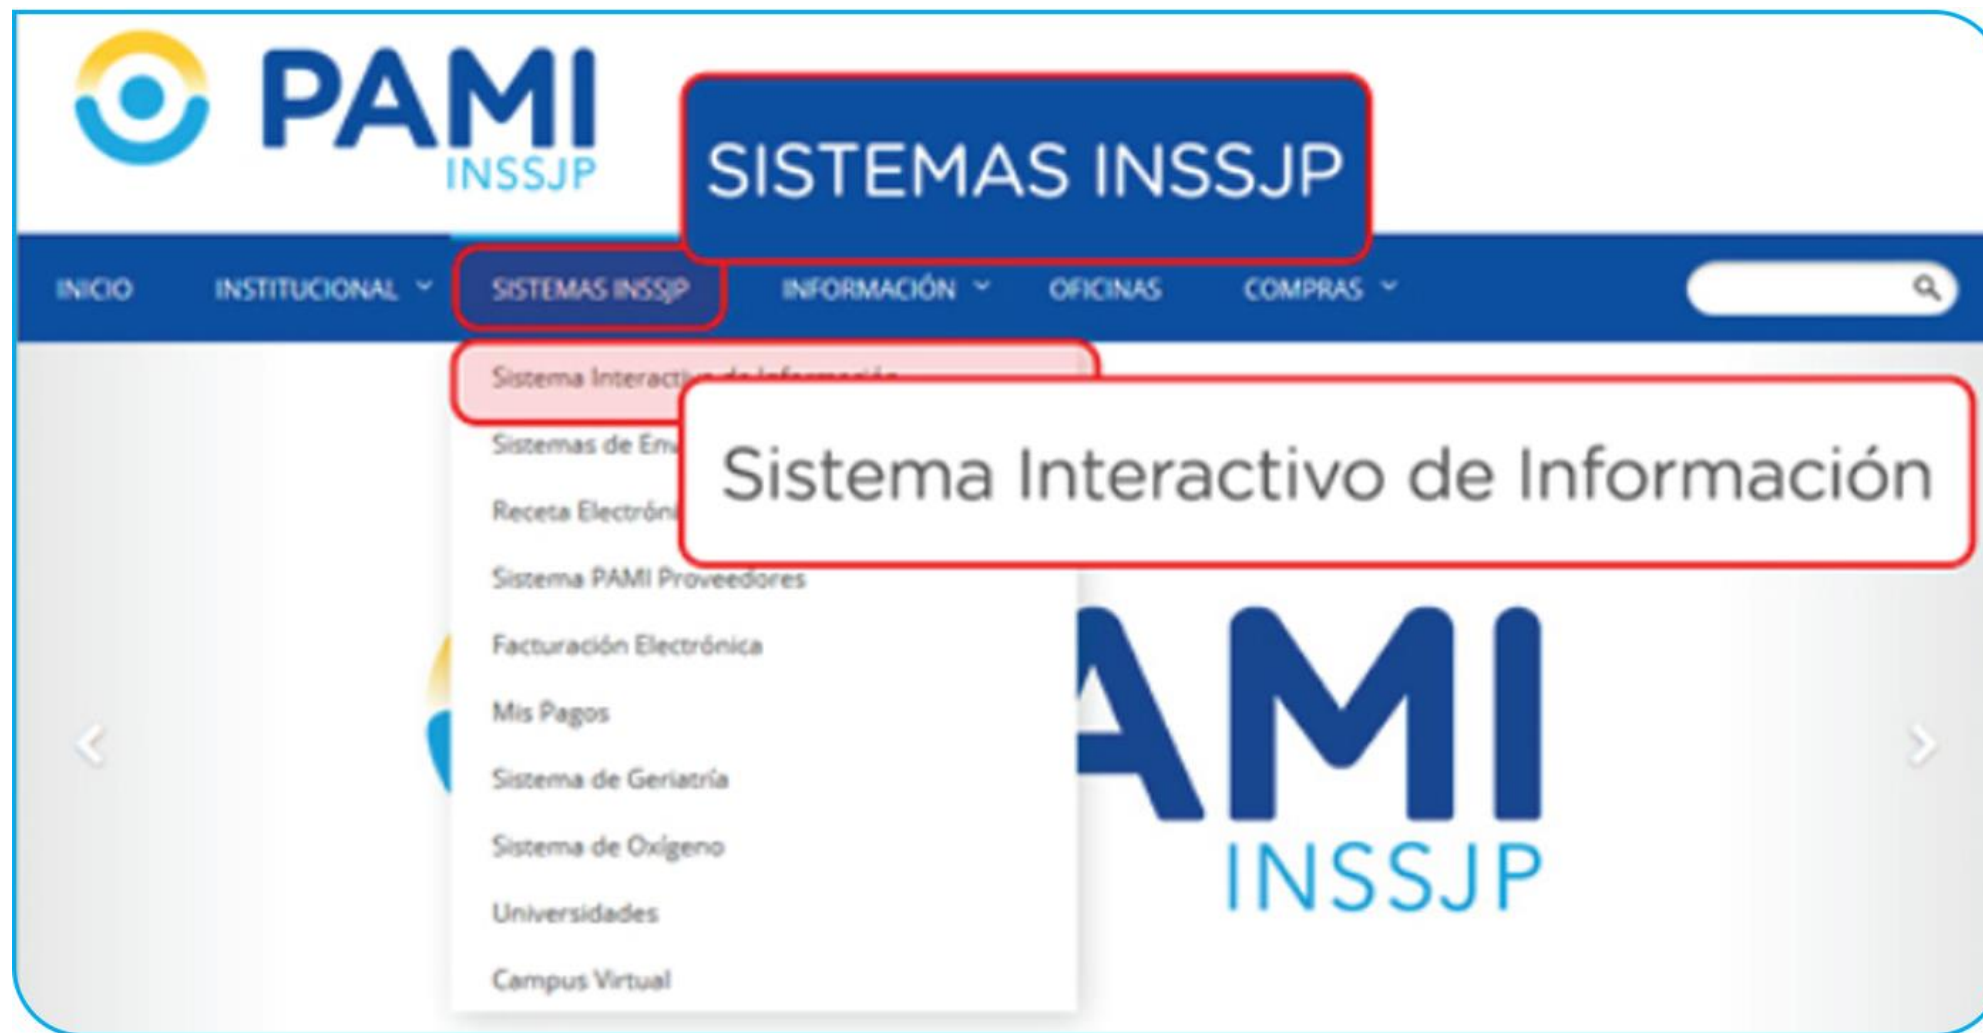 PAMI
INSSJP
SISTEMAS INSSJP
INICIO INSTITUCIONAL SISTEMAS INSSJP INFORMACIÓN OFICINAS COMPRAS
Sistema Interactivo de Información
Sistema Interactivo de Información
Sistemas de
Receta
Sistema PAMI Proveedores
Facturación Electrónica
Mis Pagos
Sistema de Geriatría
Sistema de Oxígeno
Universidades
Campus Virtual
AMI
INSSJP